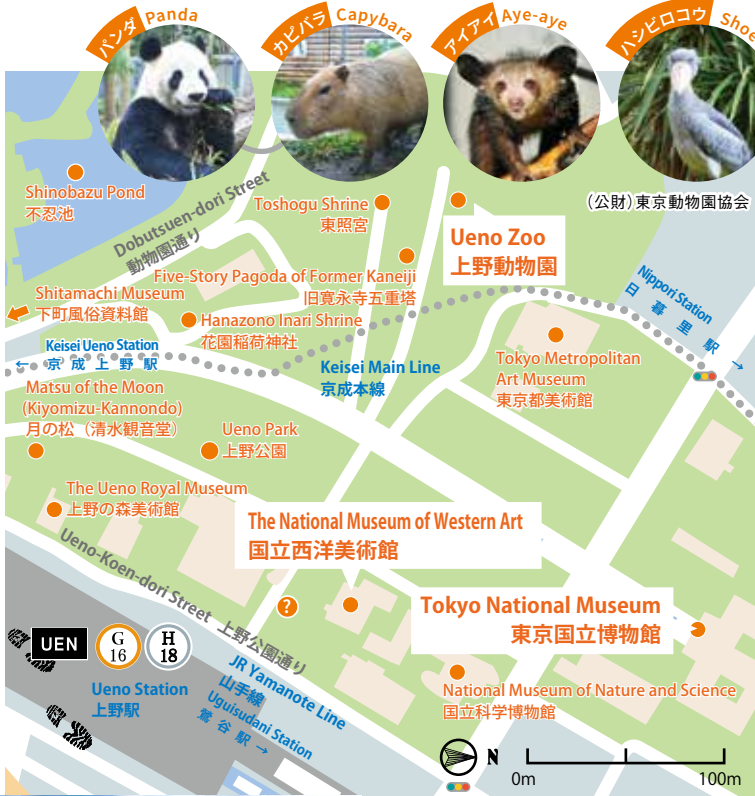 パンダ Panda
カピバラ Capybara
アイアイ Aye-aye
ハシビロコウ
(公財)東京動物園協会
Shinobazu Pond
不忍池
Dobutsuen-dori Street
動物園通り
Toshogu Shrine
東照宮
Ueno Zoo
上野動物園
Five-Story Pagoda of Former Kaneiji
旧寛永寺五重塔
Nippori Station
日暮里駅 →
Shitamachi Museum
下町風俗資料館
Hanazono Inari Shrine
花園稲荷神社
Keisei Ueno Station
← 京成上野駅
Keisei Main Line
京成本線
Tokyo Metropolitan
Art Museum
東京都美術館
Matsu of the Moon
(Kiyomizu-Kannondo)
月の松（清水観音堂）
Ueno Park
上野公園
The Ueno Royal Museum
上野の森美術館
The National Museum of Western Art
国立西洋美術館
Ueno-Koen-dori Street 上野公園通り
?
Tokyo National Museum
東京国立博物館
UEN
G
16
H
18
Ueno Station
上野駅
JR Yamanote Line
山手線
Uguisudani Station
鶯谷駅 →
National Museum of Nature and Science
国立科学博物館
N
0m
100m